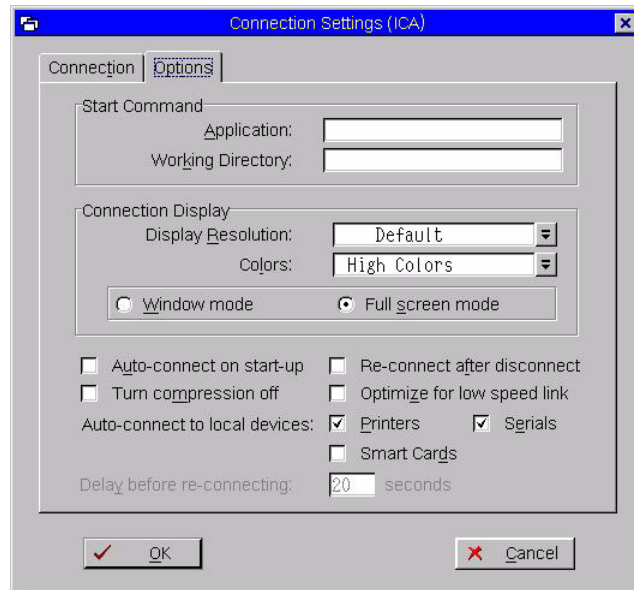 Connection Settings (ICA)
Connection Options
Start Command
Application:
Working Directory:
Connection Display
Display Resolution: Default
Colors: High Colors
Window mode Full screen mode
Auto-connect on start-up Re-connect after disconnect
Turn compression off Optimize for low speed link
Auto-connect to local devices: Printers Serials
Smart Cards
Delay before re-connecting: 20 seconds
OK Cancel